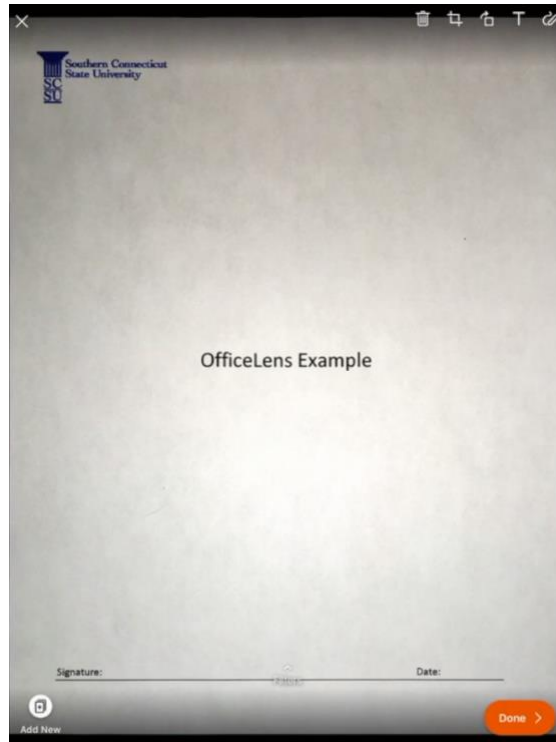 Southern Connecticut
State University
SC
SU
OfficeLens Example
Signature:
Date:
Add New
Done